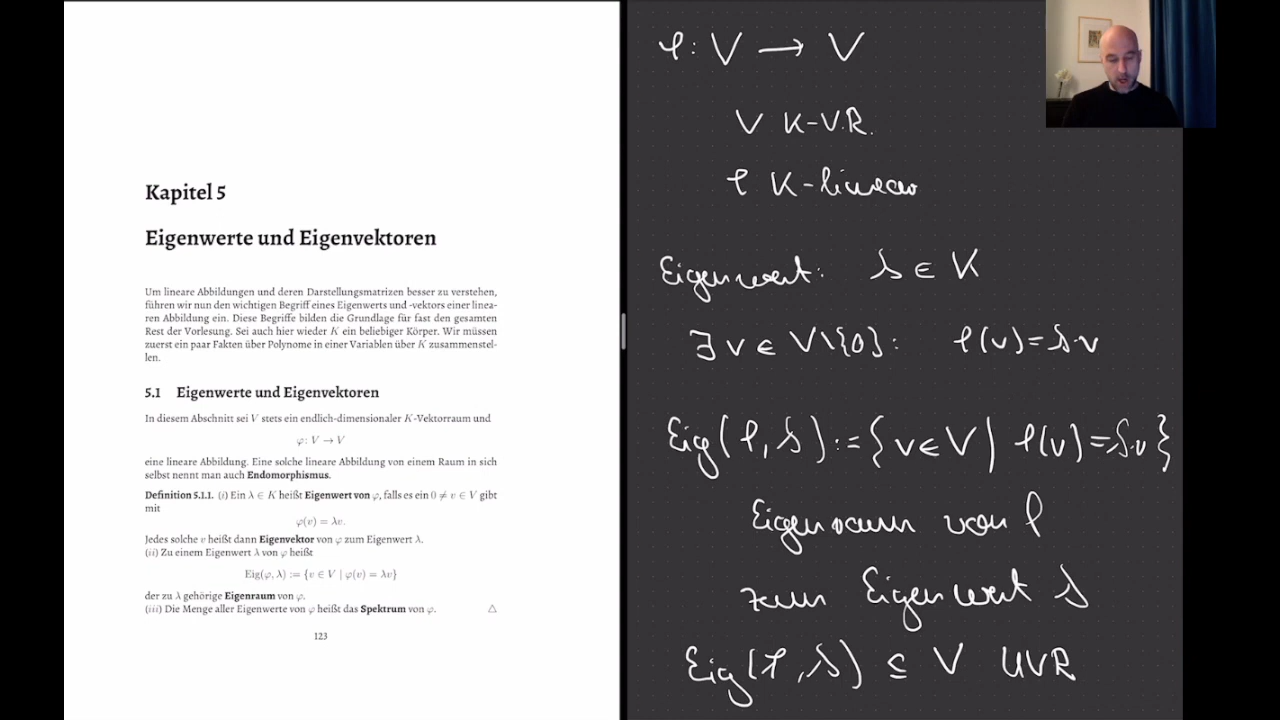 Kapitel 5
Eigenwerte und Eigenvektoren
Um lineare Abbildungen und deren Darstellungsmatrizen besser zu verstehen,
führen wir nun den wichtigen Begriff eines Eigenwerts und -vektors einer linea-
ren Abbildung ein. Diese Begriffe bilden die Grundlage für fast den gesamten
Rest der Vorlesung. Sei auch hier wieder K ein beliebiger Körper. Wir müssen
zuerst ein paar Fakten über Polynome in einer Variablen über K zusammenstel-
len.
5.1 Eigenwerte und Eigenvektoren
In diesem Abschnitt sei V stets ein endlich-dimensionaler K-Vektorraum und
φ: V → V
eine lineare Abbildung. Eine solche lineare Abbildung von einem Raum in sich
selbst nennt man auch Endomorphismus.
Definition 5.1.1. (i) Ein λ ∈ K heißt Eigenwert von φ, falls es ein 0 ≠ v ∈ V gibt
mit
φ(v) = λv.
Jedes solche v heißt dann Eigenvektor von φ zum Eigenwert λ.
(ii) Zu einem Eigenwert λ von φ heißt
Eig(φ, λ) := {v ∈ V | φ(v) = λv}
der zu λ gehörige Eigenraum von φ.
(iii) Die Menge aller Eigenwerte von φ heißt das Spektrum von φ. △
123
φ: V → V
V K-V.R.
φ K-linear
Eigenwert: λ ∈ K
∃ v ∈ V\{0}: φ(v)=λ·v
Eig(φ,λ):={v∈V| φ(v)=λ·v}
Eigenraum von φ
zum Eigenwert λ
Eig(φ,λ) ⊆ V UVR